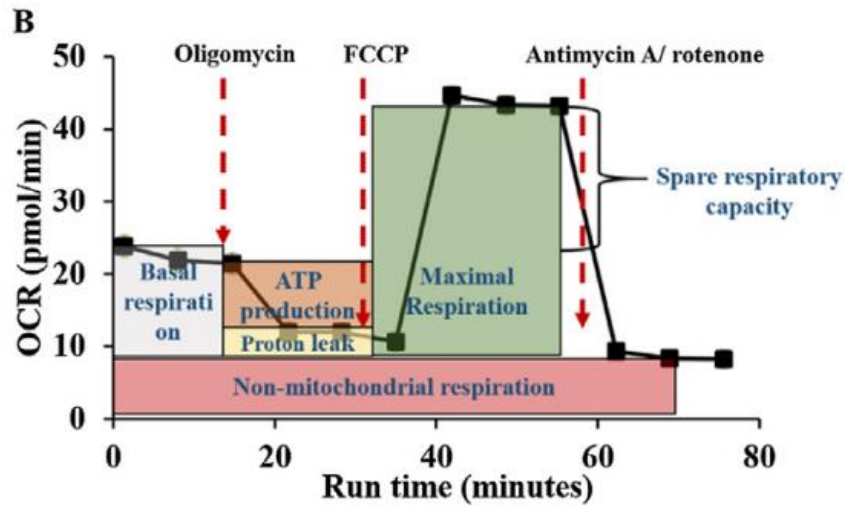 B
Oligomycin FCCP Antimycin A/ rotenone
50
40
30
20
10
0
OCR (pmol/min)
Basal
respirati
on
ATP
production
Proton leak
Maximal
Respiration
Spare respiratory
capacity
Non-mitochondrial respiration
0 20 40 60 80
Run time (minutes)